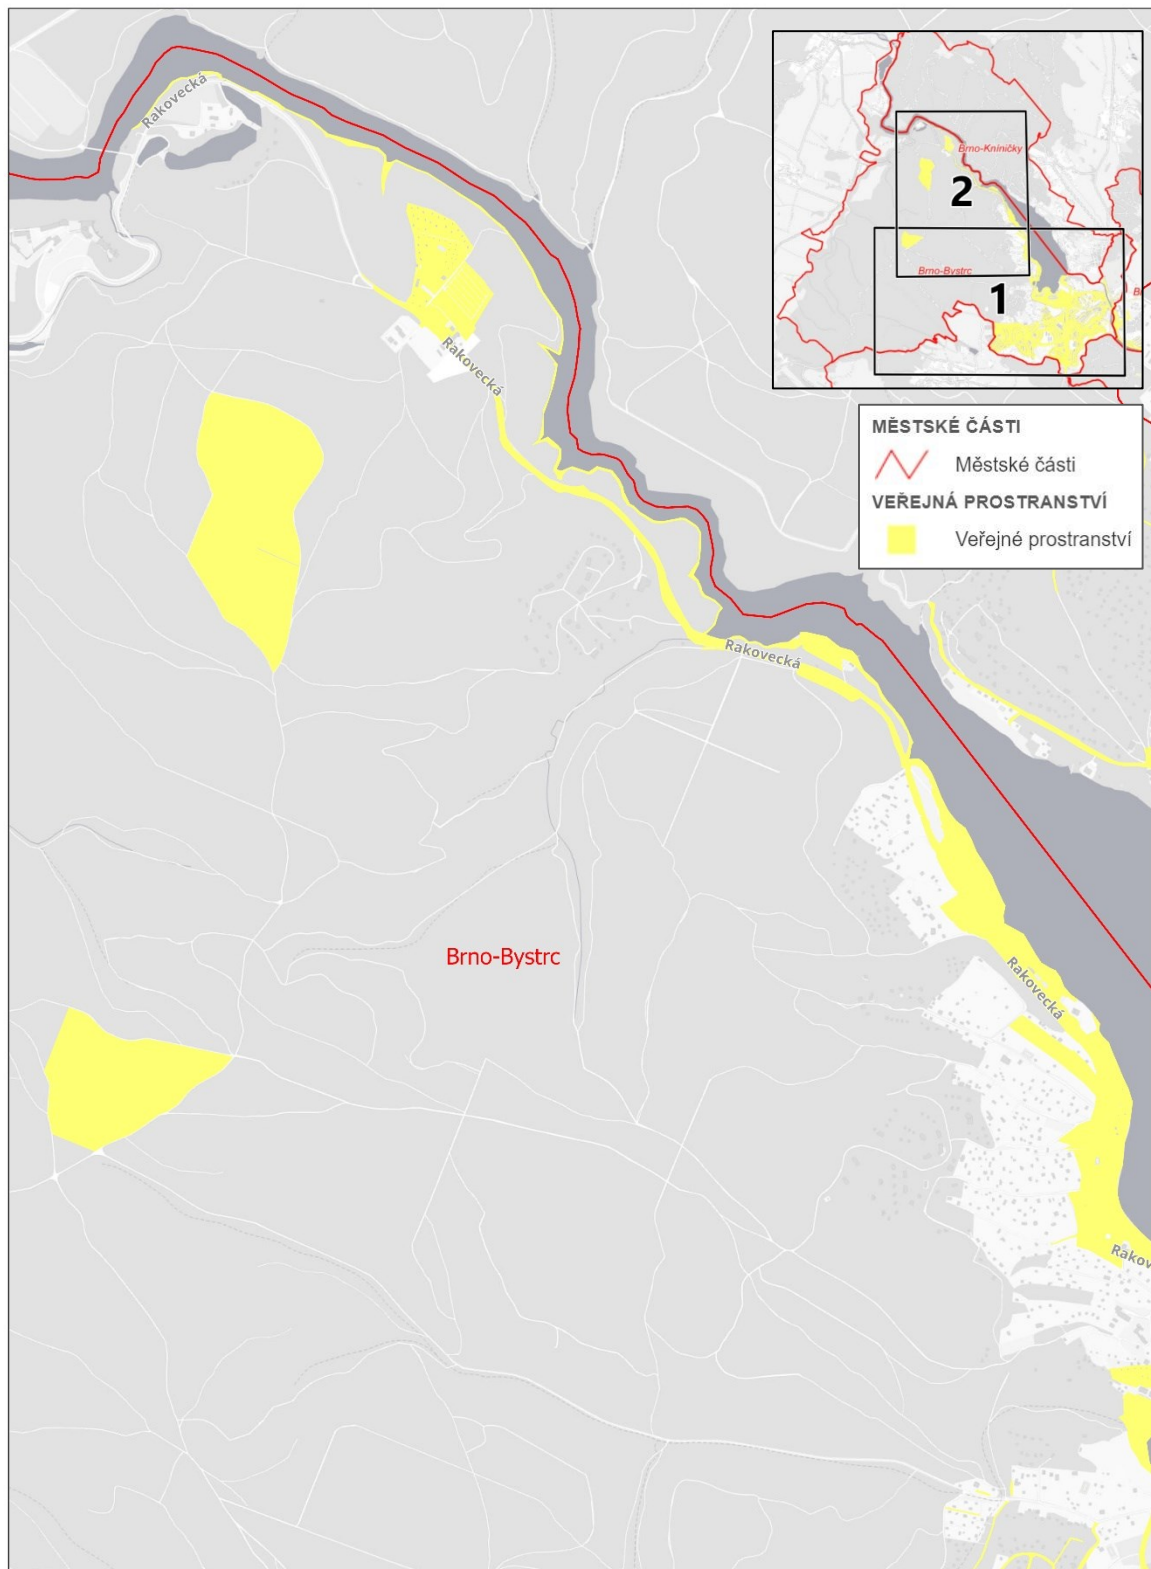 Rakovecká
Brno-Kníničky
2
Brno-Bystrc
1
B
Rakovecká
MĚSTSKÉ ČÁSTI
Městské části
VEŘEJNÁ PROSTRANSTVÍ
Veřejné prostranství
Rakovecká
Brno-Bystrc
Rakovecká
Rakov